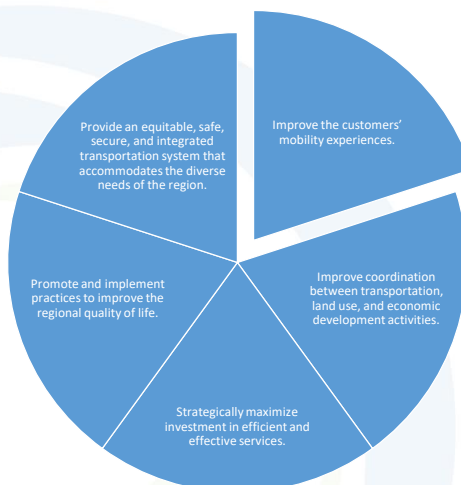 Improve the customers'
mobility experiences.
Improve coordination
between transportation,
land use, and economic
development activities.
Strategically maximize
investment in efficient and
effective services.
Promote and implement
practices to improve the
regional quality of life.
Provide an equitable, safe,
secure, and integrated
transportation system that
accommodates the diverse
needs of the region.